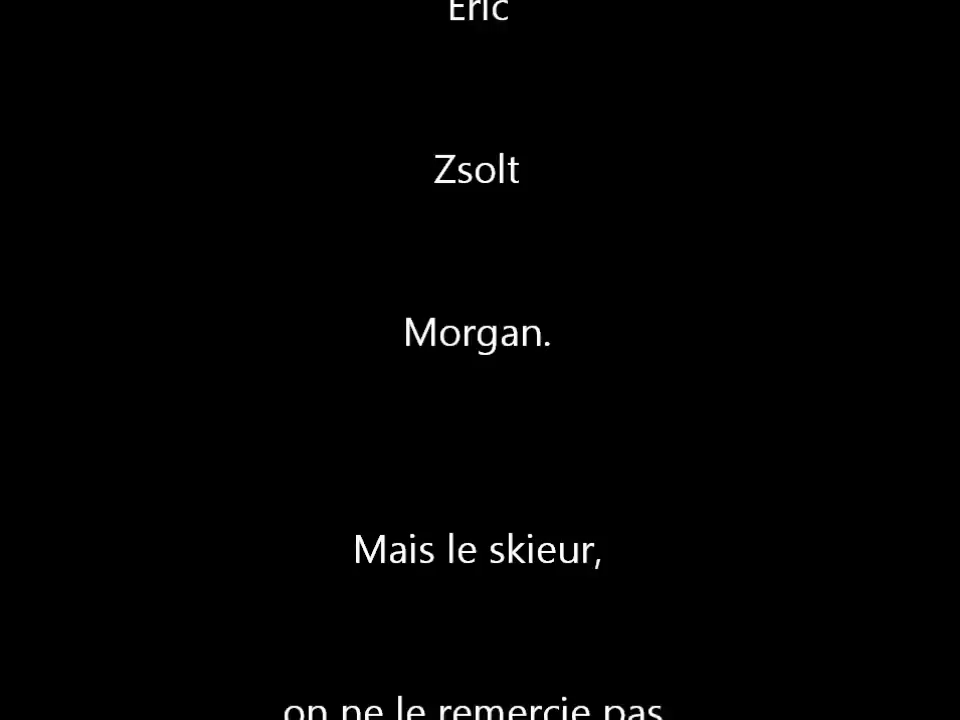 Eric
Zsolt
Morgan.
Mais le skieur,
on ne le remercie pas